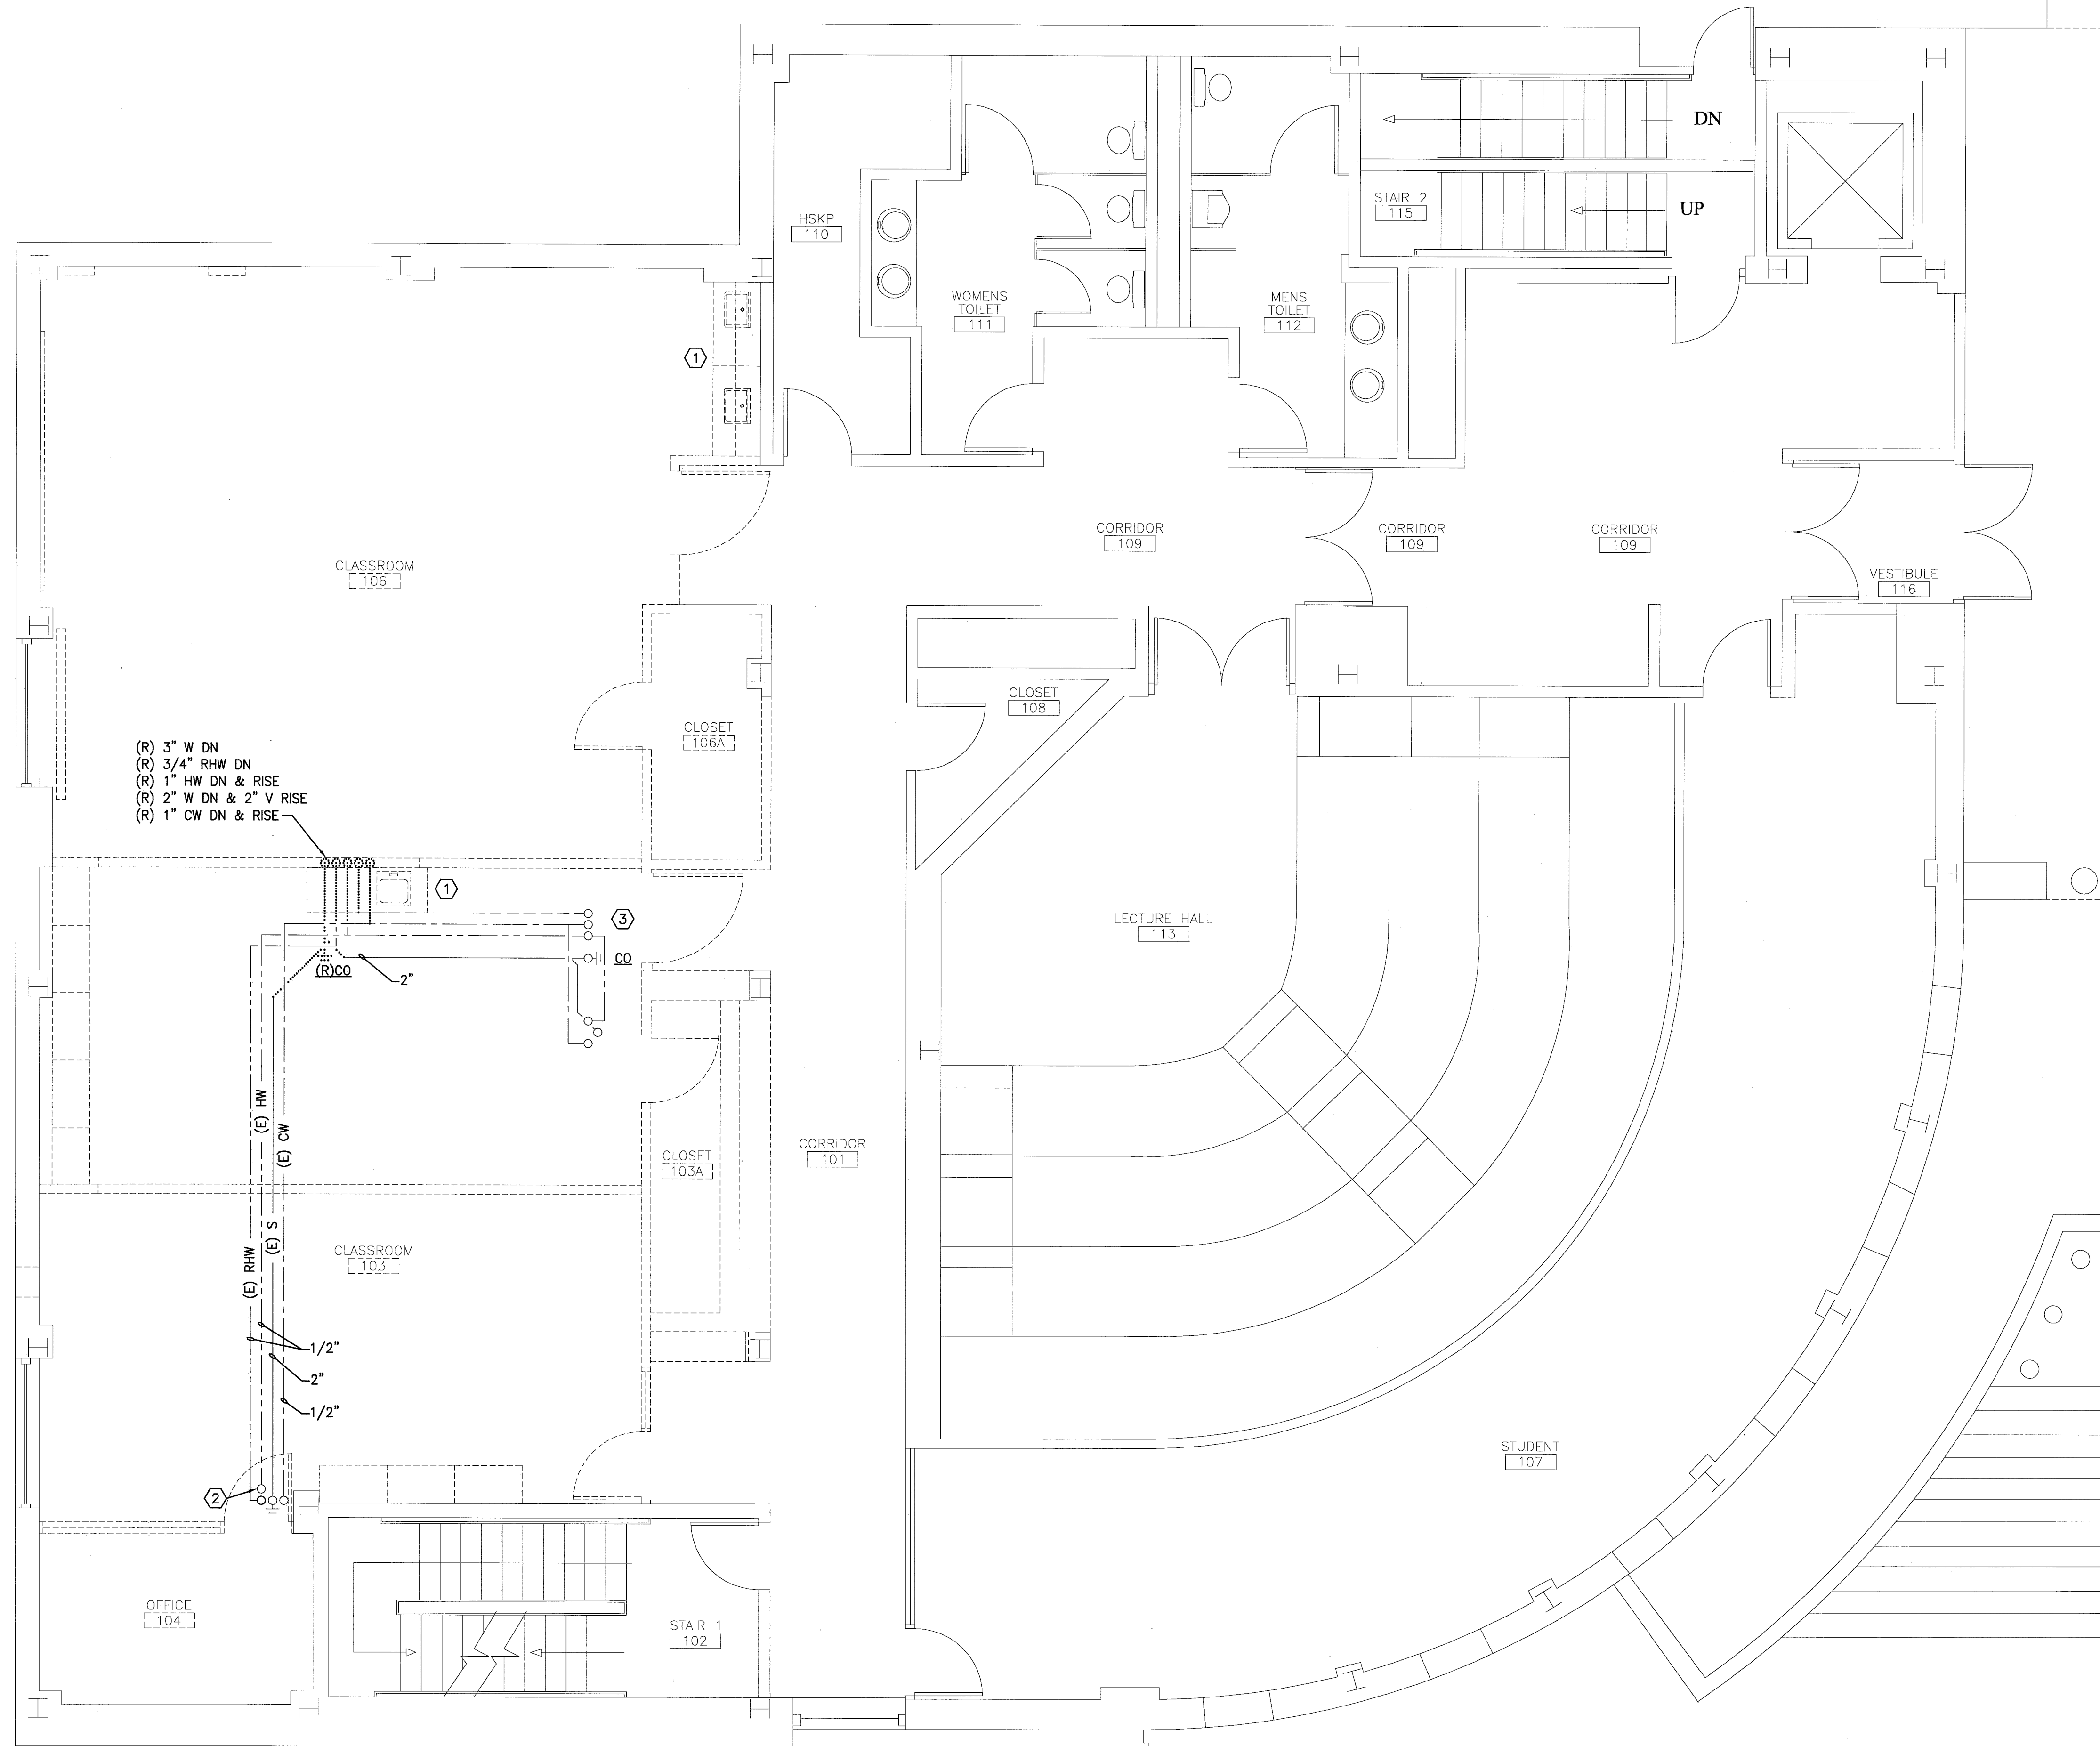 DN
UP
STAIR 2
115
HSKP
110
WOMENS
TOILET
111
MENS
TOILET
112
1
CORRIDOR
109
CORRIDOR
109
CORRIDOR
109
VESTIBULE
116
CLASSROOM
106
CLOSET
108
CLOSET
106A
(R) 3" W DN
(R) 3/4" RHW DN
(R) 1" HW DN & RISE
(R) 2" W DN & 2" V RISE
(R) 1" CW DN & RISE
1
3
LECTURE HALL
113
CO
(R)CO
2"
(E) HW
(E) CW
(E) S
(E) RHW
CORRIDOR
101
CLOSET
103A
CLASSROOM
103
1/2"
2"
1/2"
STUDENT
107
2
OFFICE
104
STAIR 1
102